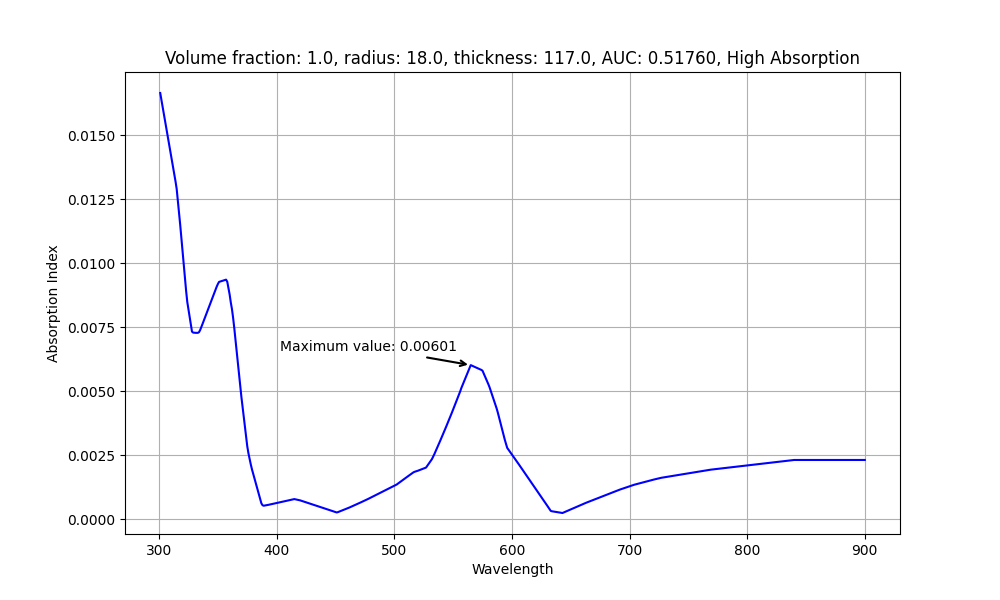 Volume fraction: 1.0, radius: 18.0, thickness: 117.0, AUC: 0.51760, High Absorption
Absorption Index
0.0150
0.0125
0.0100
0.0075
0.0050
0.0025
0.0000
Maximum value: 0.00601
300 400 500 600 700 800 900
Wavelength